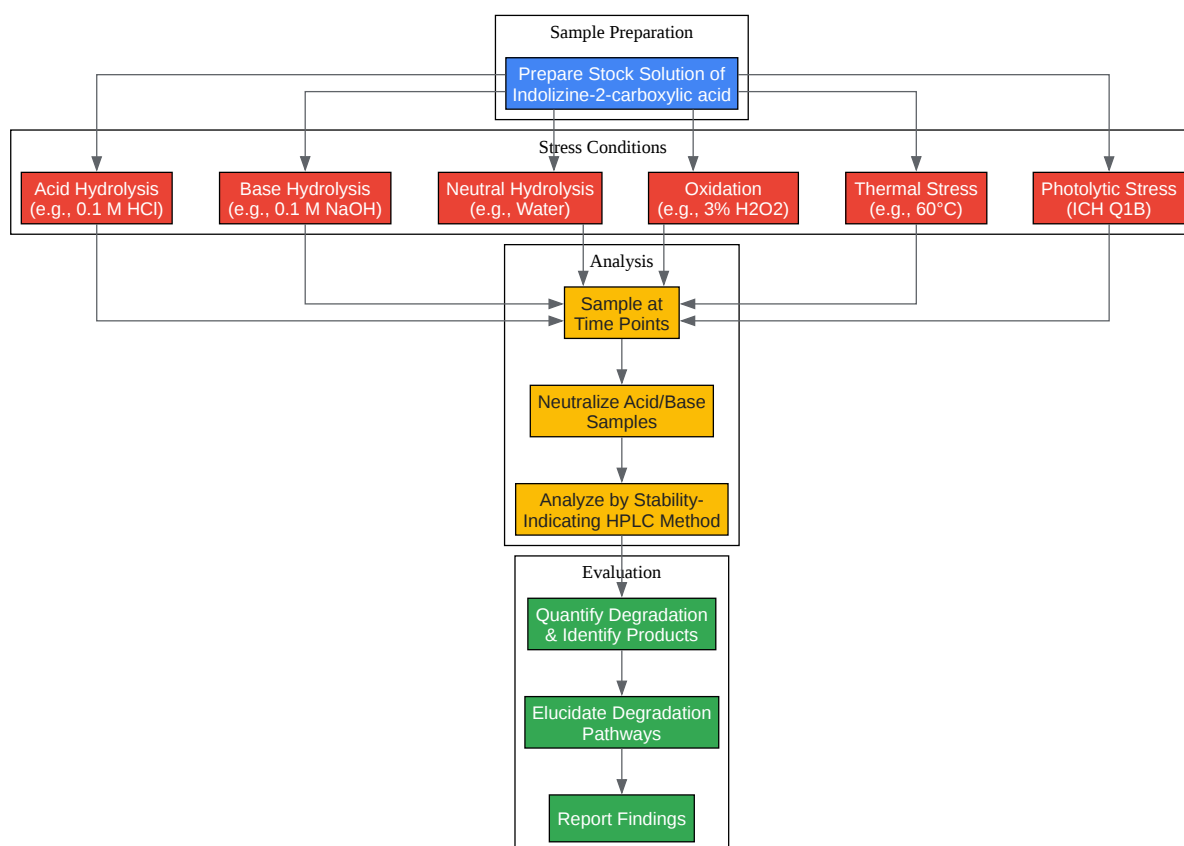 Sample Preparation
Prepare Stock Solution of
Indolizine-2-carboxylic acid
Stress Conditions
Acid Hydrolysis
(e.g., 0.1 M HCl)
Base Hydrolysis
(e.g., 0.1 M NaOH)
Neutral Hydrolysis
(e.g., Water)
Oxidation
(e.g., 3% H2O2)
Thermal Stress
(e.g., 60°C)
Photolytic Stress
(ICH Q1B)
Analysis
Sample at
Time Points
Neutralize Acid/Base
Samples
Analyze by Stability-
Indicating HPLC Method
Evaluation
Quantify Degradation
& Identify Products
Elucidate Degradation
Pathways
Report Findings